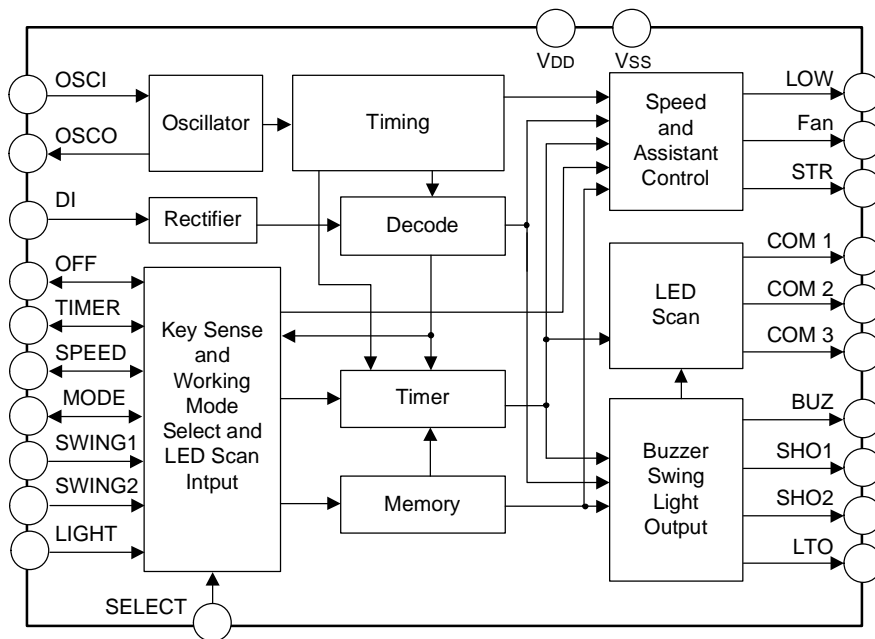 VDD
VSS
OSCI
OSCO
DI
OFF
TIMER
SPEED
MODE
SWING1
SWING2
LIGHT
SELECT
Oscillator
Timing
Rectifier
Decode
Key Sense
and
Working
Mode
Select and
LED Scan
Intput
Timer
Memory
Speed
and
Assistant
Control
LED
Scan
Buzzer
Swing
Light
Output
LOW
Fan
STR
COM 1
COM 2
COM 3
BUZ
SHO1
SHO2
LTO